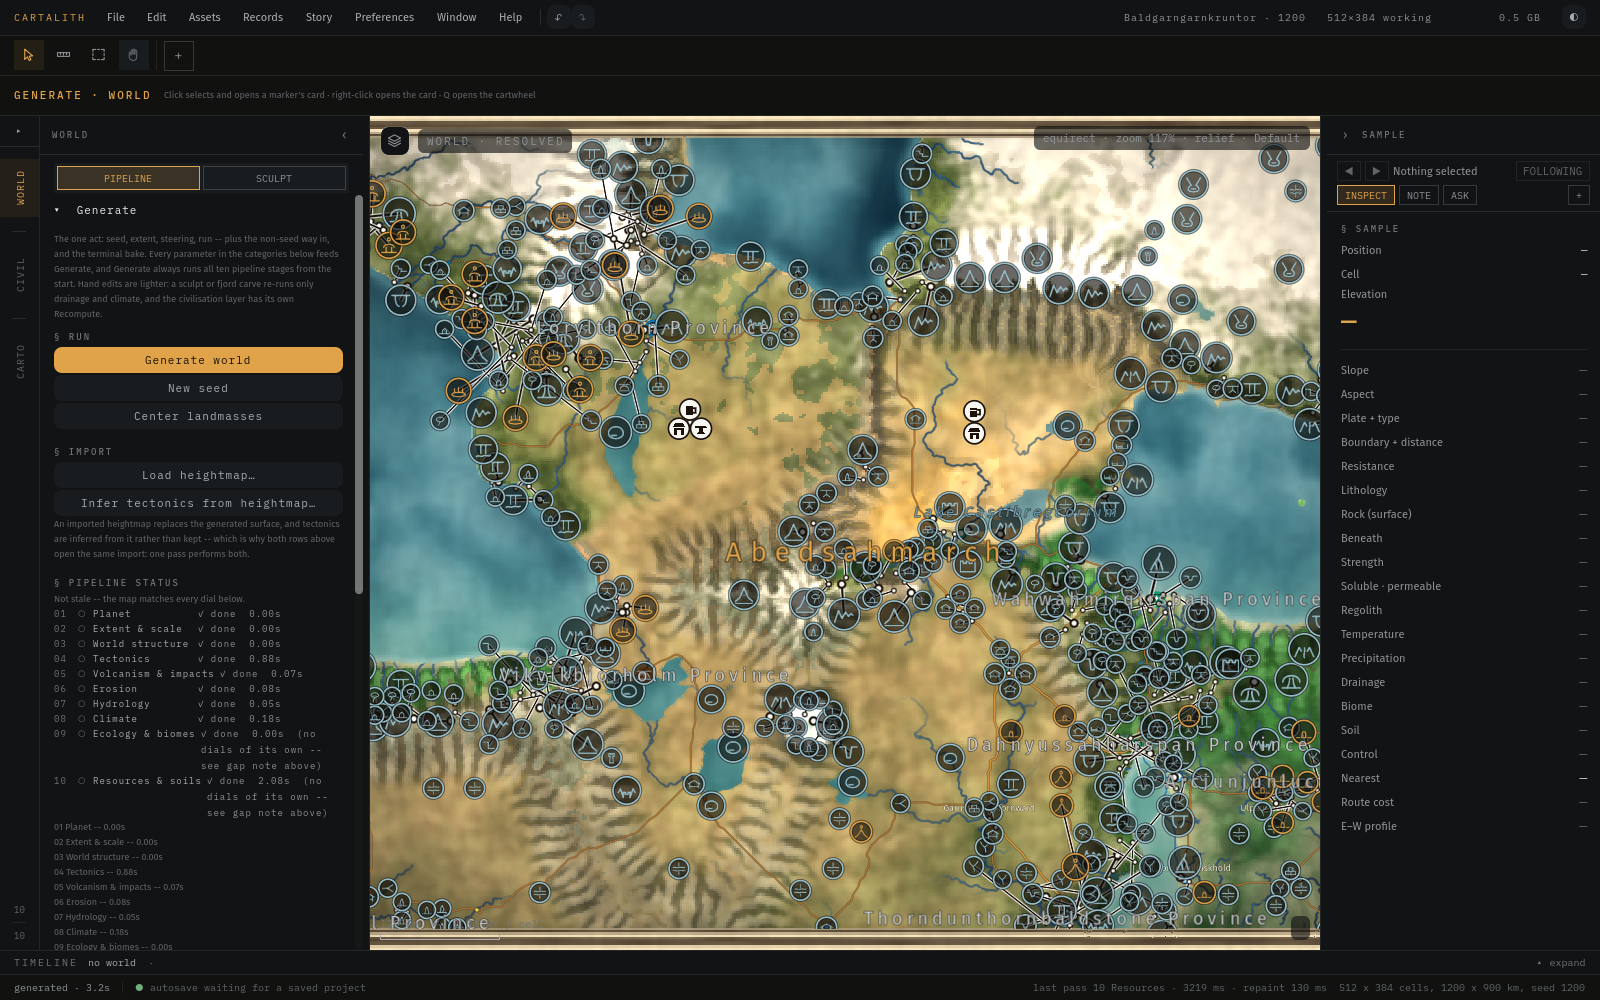 CARTALITH File Edit Assets Records Story Preferences Window Help
Baldgarngarnkruntor · 1200 512×384 working 0.5 GB
GENERATE · WORLD Click selects and opens a marker's card · right-click opens the card · Q opens the cartwheel
WORLD
CIVIL
CARTO
10
10
WORLD
PIPELINE SCULPT
Generate
The one act: seed, extent, steering, run -- plus the non-seed way in,
and the terminal bake. Every parameter in the categories below feeds
Generate, and Generate always runs all ten pipeline stages from the
start. Hand edits are lighter: a sculpt or fjord carve re-runs only
drainage and climate, and the civilisation layer has its own
Recompute.
§ RUN
Generate world
New seed
Center landmasses
§ IMPORT
Load heightmap…
Infer tectonics from heightmap…
An imported heightmap replaces the generated surface, and tectonics
are inferred from it rather than kept -- which is why both rows above
open the same import: one pass performs both.
§ PIPELINE STATUS
Not stale -- the map matches every dial below.
01 ○ Planet √ done 0.00s
02 ○ Extent & scale √ done 0.00s
03 ○ World structure √ done 0.00s
04 ○ Tectonics √ done 0.88s
05 ○ Volcanism & impacts √ done 0.07s
06 ○ Erosion √ done 0.08s
07 ○ Hydrology √ done 0.05s
08 ○ Climate √ done 0.18s
09 ○ Ecology & biomes √ done 0.00s (no
dials of its own --
see gap note above)
10 ○ Resources & soils √ done 2.08s (no
dials of its own --
see gap note above)
01 Planet -- 0.00s
02 Extent & scale -- 0.00s
03 World structure -- 0.00s
04 Tectonics -- 0.88s
05 Volcanism & impacts -- 0.07s
06 Erosion -- 0.08s
07 Hydrology -- 0.05s
08 Climate -- 0.18s
09 Ecology & biomes -- 0.00s
WORLD · RESOLVED
equirect · zoom 117% · relief · Default
Province
Abedsahmarch
Province
Province
Province
Thorndunthornbaldstone Province
l Province
SAMPLE
Nothing selected FOLLOWING
INSPECT NOTE ASK +
§ SAMPLE
Position —
Cell —
Elevation
—
Slope —
Aspect —
Plate + type —
Boundary + distance —
Resistance —
Lithology —
Rock (surface) —
Beneath —
Strength —
Soluble · permeable —
Regolith —
Temperature —
Precipitation —
Drainage —
Biome —
Soil —
Control —
Nearest —
Route cost —
E–W profile —
TIMELINE no world ·
expand
generated · 3.2s autosave waiting for a saved project
last pass 10 Resources · 3219 ms · repaint 130 ms 512 x 384 cells, 1200 x 900 km, seed 1200